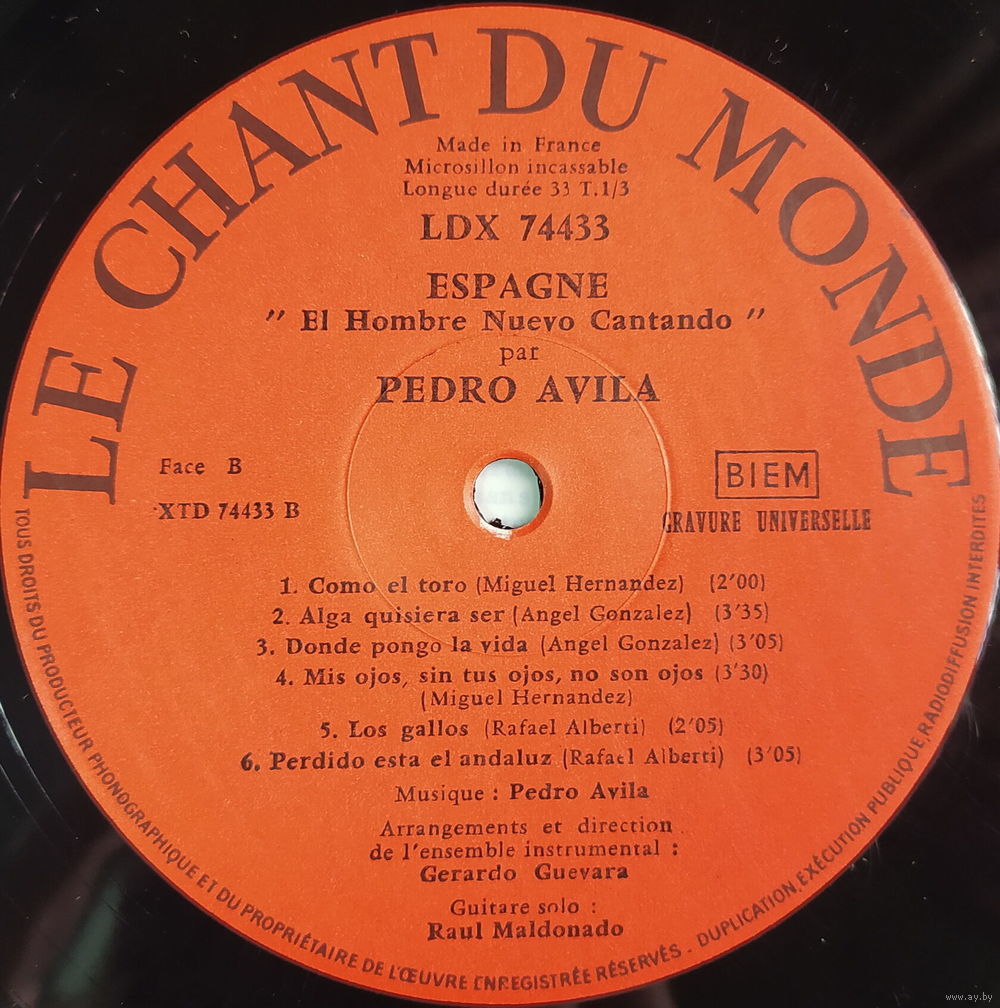 LE CHANT DU MONDE
Made in France
Microsillon incassable
Longue durée 33 T.1/3
LDX 74433
ESPAGNE
" El Hombre Nuevo Cantando "
par
PEDRO AVILA
Face B
XTD 74433 B
BIEM
GRAVURE UNIVERSELLE
1. Como el toro (Miguel Hernandez) (2'00)
2. Alga quisiera ser (Angel Gonzalez) (3'35)
3. Donde pongo la vida (Angel Gonzalez) (3'05)
4. Mis ojos, sin tus ojos, no son ojos (3'30)
(Miguel Hernandez)
5. Los gallos (Rafael Alberti) (2'05)
6. Perdido esta el andaluz (Rafael Alberti) (3'05)
Musique : Pedro Avila
Arrangements et direction
de l'ensemble instrumental :
Gerardo Guevara
Guitare solo :
Raul Maldonado
TOUS DROITS DU PRODUCTEUR PHONOGRAPHIQUE ET DU PROPRIÉTAIRE DE L'ŒUVRE ENREGISTRÉE RÉSERVÉS - DUPLICATION, EXÉCUTION PUBLIQUE, RADIODIFFUSION INTERDITES
www.ay.by